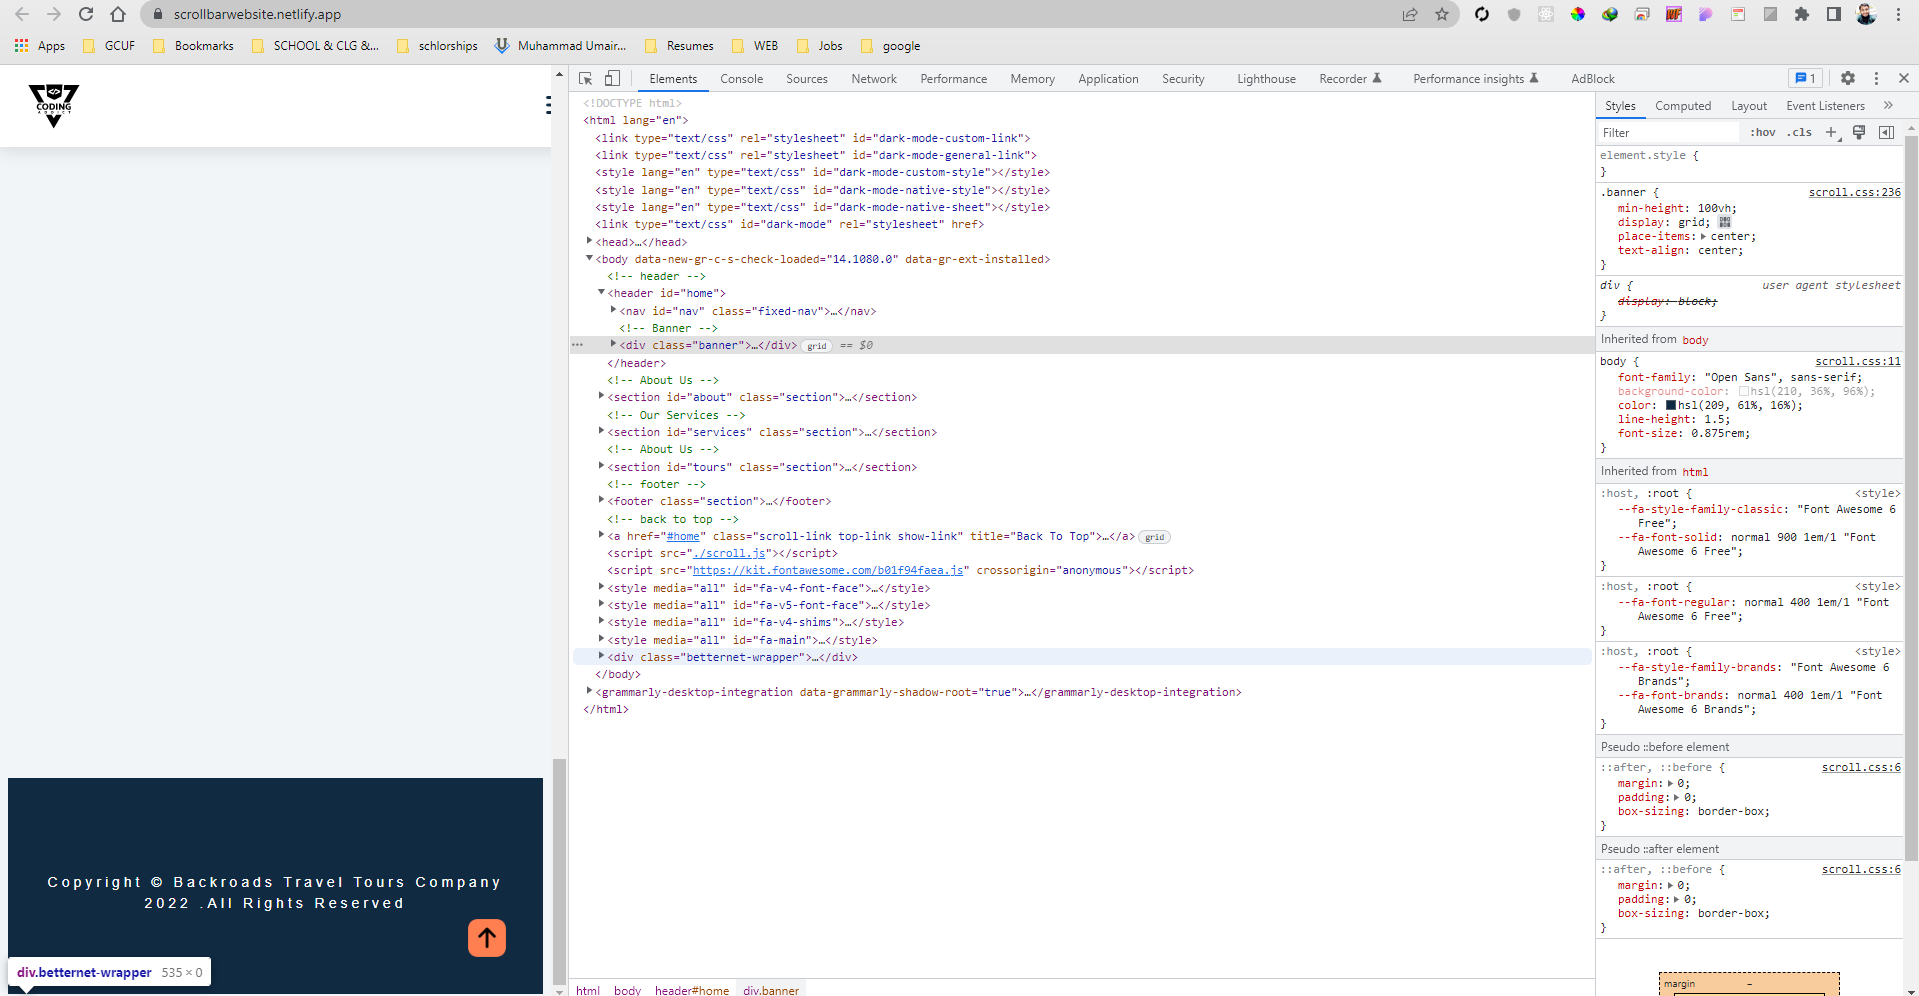 scrollbarwebsite.netlify.app
Apps GCUF Bookmarks SCHOOL & CLG &... schlorships Muhammad Umair... Resumes WEB Jobs google
CODING
ADDICT
Elements Console Sources Network Performance Memory Application Security Lighthouse Recorder Performance insights AdBlock 1
<!DOCTYPE html>
<html lang="en">
<link type="text/css" rel="stylesheet" id="dark-mode-custom-link">
<link type="text/css" rel="stylesheet" id="dark-mode-general-link">
<style lang="en" type="text/css" id="dark-mode-custom-style"></style>
<style lang="en" type="text/css" id="dark-mode-native-style"></style>
<style lang="en" type="text/css" id="dark-mode-native-sheet"></style>
<link type="text/css" id="dark-mode" rel="stylesheet" href>
<head>…</head>
<body data-new-gr-c-s-check-loaded="14.1080.0" data-gr-ext-installed>
<!-- header -->
<header id="home">
<nav id="nav" class="fixed-nav">…</nav>
<!-- Banner -->
<div class="banner">…</div> grid == $0
</header>
<!-- About Us -->
<section id="about" class="section">…</section>
<!-- Our Services -->
<section id="services" class="section">…</section>
<!-- About Us -->
<section id="tours" class="section">…</section>
<!-- footer -->
<footer class="section">…</footer>
<!-- back to top -->
<a href="#home" class="scroll-link top-link show-link" title="Back To Top">…</a> grid
<script src="./scroll.js"></script>
<script src="https://kit.fontawesome.com/b01f94faea.js" crossorigin="anonymous"></script>
<style media="all" id="fa-v4-font-face">…</style>
<style media="all" id="fa-v5-font-face">…</style>
<style media="all" id="fa-v4-shims">…</style>
<style media="all" id="fa-main">…</style>
<div class="betternet-wrapper">…</div>
</body>
<grammarly-desktop-integration data-grammarly-shadow-root="true">…</grammarly-desktop-integration>
</html>
html body header#home div.banner
Styles Computed Layout Event Listeners
Filter :hov .cls
element.style {
}
.banner { scroll.css:236
min-height: 100vh;
display: grid;
place-items: center;
text-align: center;
}
div { user agent stylesheet
display: block;
}
Inherited from body
body { scroll.css:11
font-family: "Open Sans", sans-serif;
background-color: hsl(210, 36%, 96%);
color: hsl(209, 61%, 16%);
line-height: 1.5;
font-size: 0.875rem;
}
Inherited from html
:host, :root { <style>
--fa-style-family-classic: "Font Awesome 6
Free";
--fa-font-solid: normal 900 1em/1 "Font
Awesome 6 Free";
}
:host, :root { <style>
--fa-font-regular: normal 400 1em/1 "Font
Awesome 6 Free";
}
:host, :root { <style>
--fa-style-family-brands: "Font Awesome 6
Brands";
--fa-font-brands: normal 400 1em/1 "Font
Awesome 6 Brands";
}
Pseudo ::before element
::after, ::before { scroll.css:6
margin: 0;
padding: 0;
box-sizing: border-box;
}
Pseudo ::after element
::after, ::before { scroll.css:6
margin: 0;
padding: 0;
box-sizing: border-box;
}
margin –
Copyright © Backroads Travel Tours Company
2022 .All Rights Reserved
div.betternet-wrapper 535 × 0